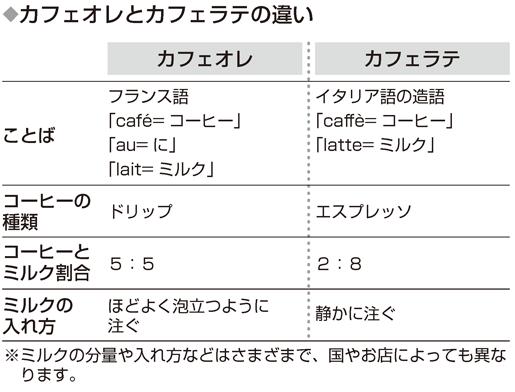 ◆カフェオレとカフェラテの違い
カフェオレ
カフェラテ
ことば
フランス語
「café=コーヒー」
「au=に」
「lait=ミルク」
イタリア語の造語
「caffè=コーヒー」
「latte=ミルク」
コーヒーの
種類
ドリップ
エスプレッソ
コーヒーと
ミルク割合
5:5
2:8
ミルクの
入れ方
ほどよく泡立つように
注ぐ
静かに注ぐ
※ミルクの分量や入れ方などはさまざまで、国やお店によっても異な
ります。